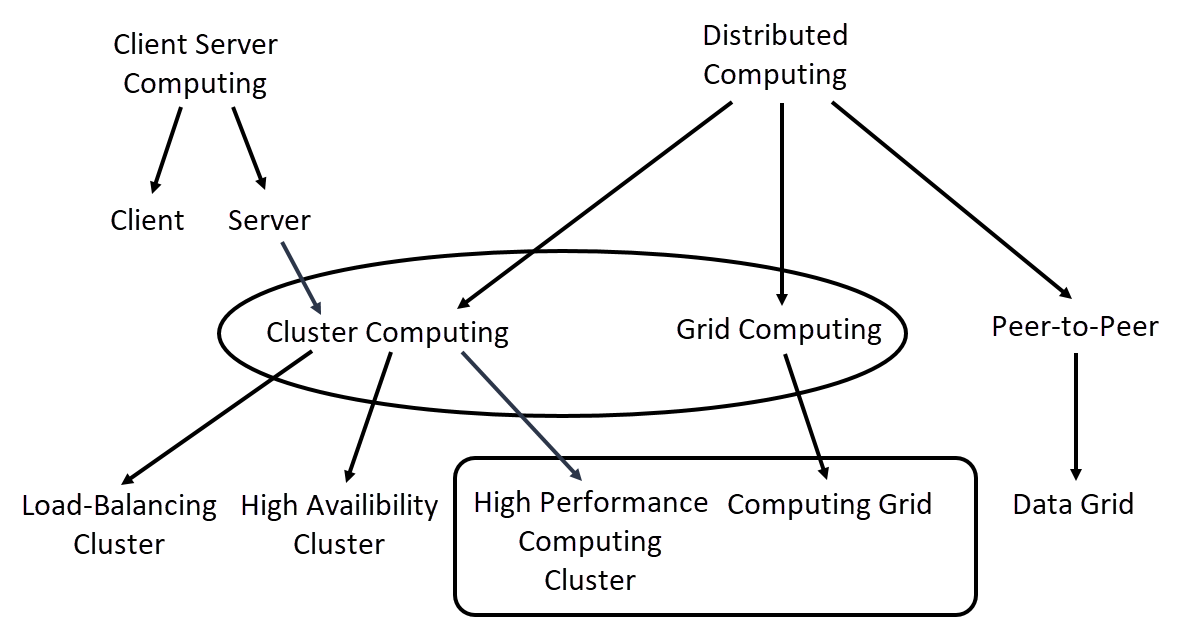 Client Server
Computing
Distributed
Computing
Client
Server
Cluster Computing
Grid Computing
Peer-to-Peer
Load-Balancing
Cluster
High Availibility
Cluster
High Performance
Computing
Cluster
Computing Grid
Data Grid